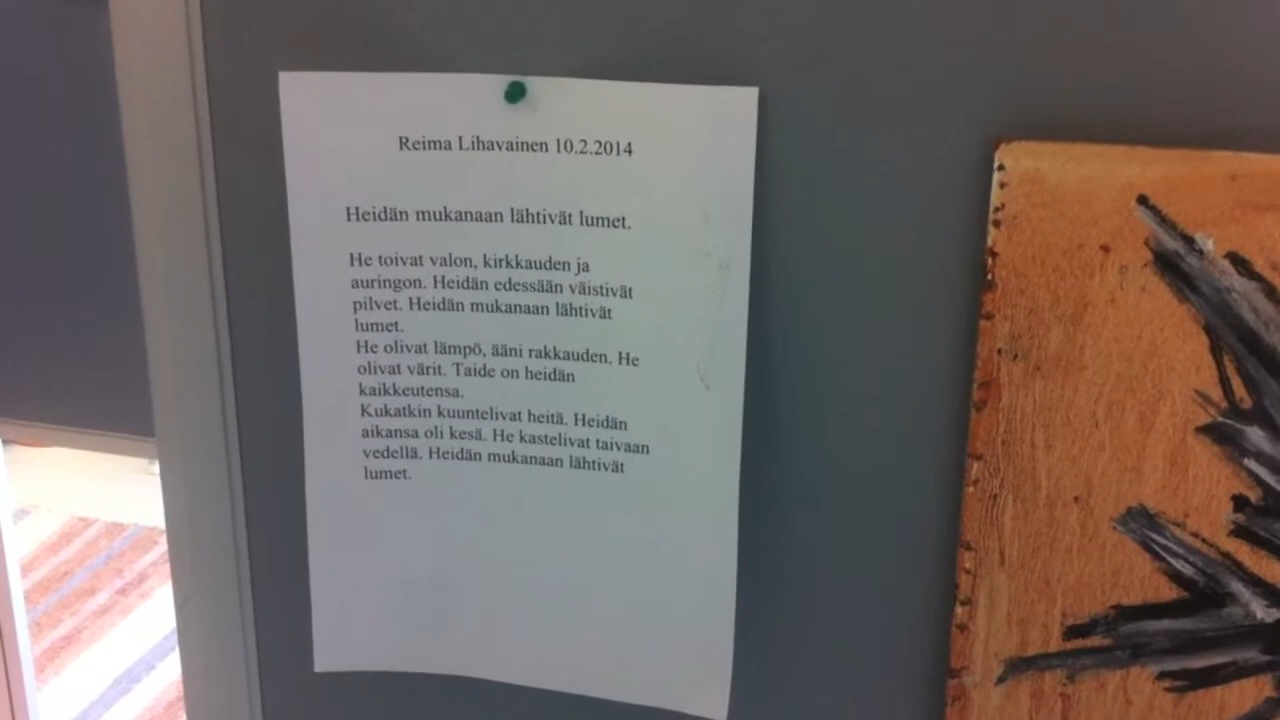 Reima Lihavainen 10.2.2014
Heidän mukanaan lähtivät lumet.
He toivat valon, kirkkauden ja
auringon. Heidän edessään väistivät
pilvet. Heidän mukanaan lähtivät
lumet.
He olivat lämpö, ääni rakkauden. He
olivat värit. Taide on heidän
kaikkeutensa.
Kukatkin kuuntelivat heitä. Heidän
aikansa oli kesä. He kastelivat taivaan
vedellä. Heidän mukanaan lähtivät
lumet.